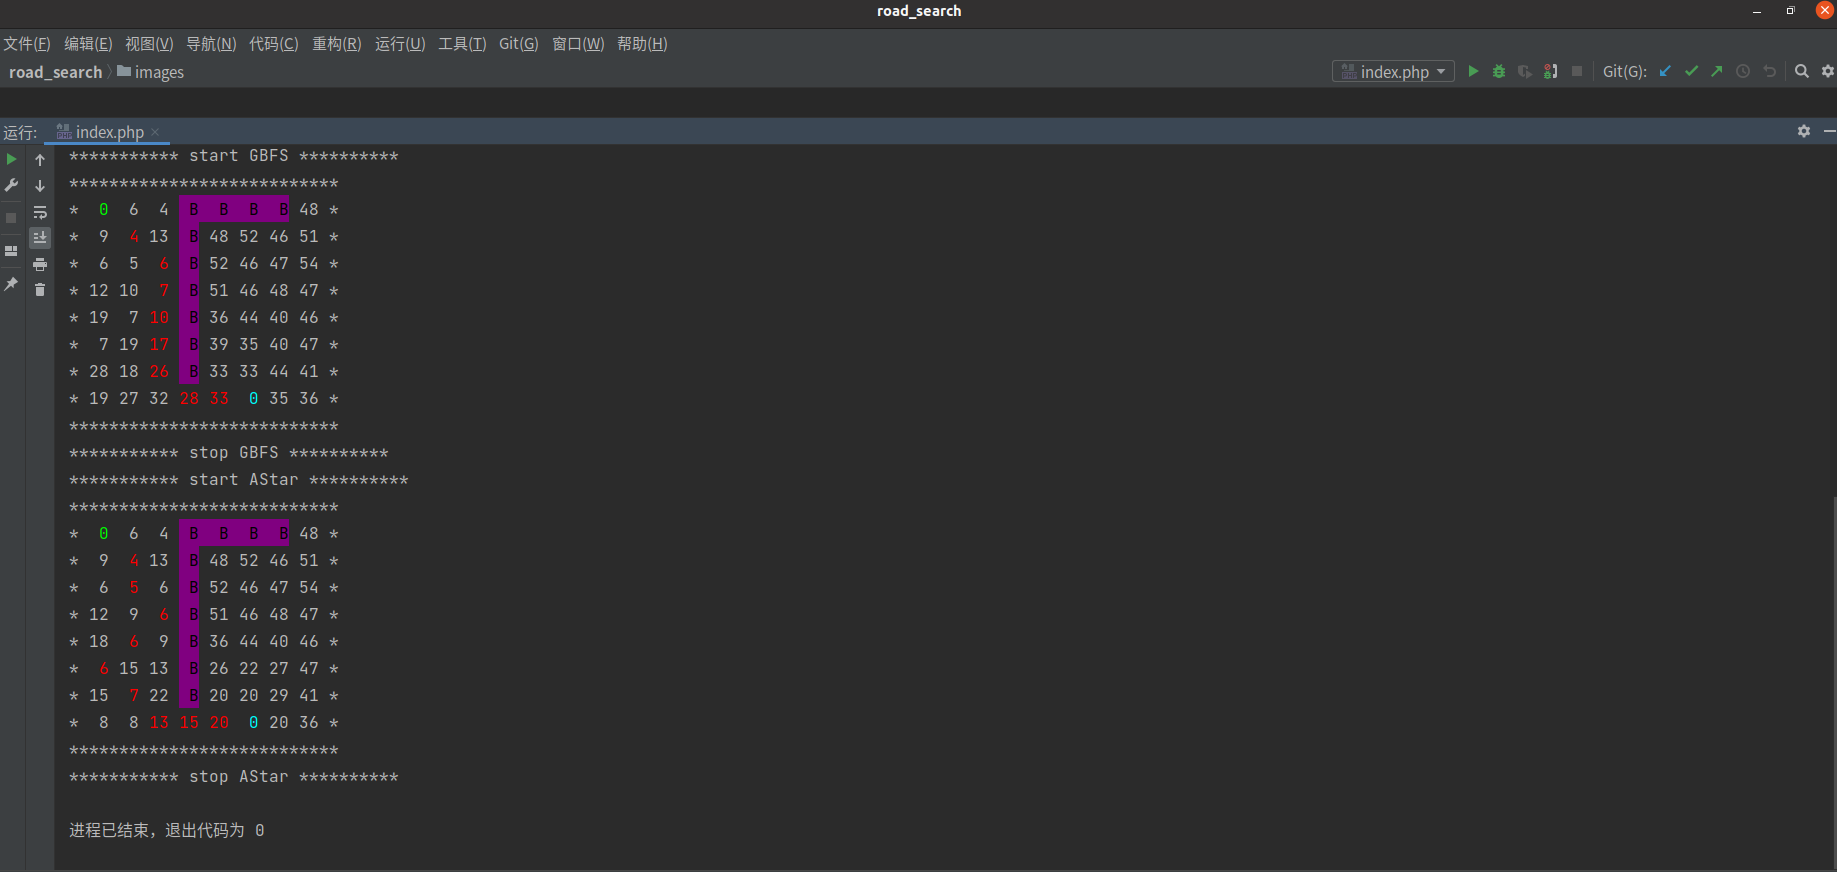 road_search
文件(F) 编辑(E) 视图(V) 导航(N) 代码(C) 重构(R) 运行(U) 工具(T) Git(G) 窗口(W) 帮助(H)
road_search images index.php Git(G):
运行: index.php
*********** start GBFS **********
***************************
* 0 6 4 B B B B 48 *
* 9 4 13 B 48 52 46 51 *
* 6 5 6 B 52 46 47 54 *
* 12 10 7 B 51 46 48 47 *
* 19 7 10 B 36 44 40 46 *
* 7 19 17 B 39 35 40 47 *
* 28 18 26 B 33 33 44 41 *
* 19 27 32 28 33 0 35 36 *
***************************
*********** stop GBFS **********
*********** start AStar **********
***************************
* 0 6 4 B B B B 48 *
* 9 4 13 B 48 52 46 51 *
* 6 5 6 B 52 46 47 54 *
* 12 9 6 B 51 46 48 47 *
* 18 6 9 B 36 44 40 46 *
* 6 15 13 B 26 22 27 47 *
* 15 7 22 B 20 20 29 41 *
* 8 8 13 15 20 0 20 36 *
***************************
*********** stop AStar **********
进程已结束，退出代码为 0